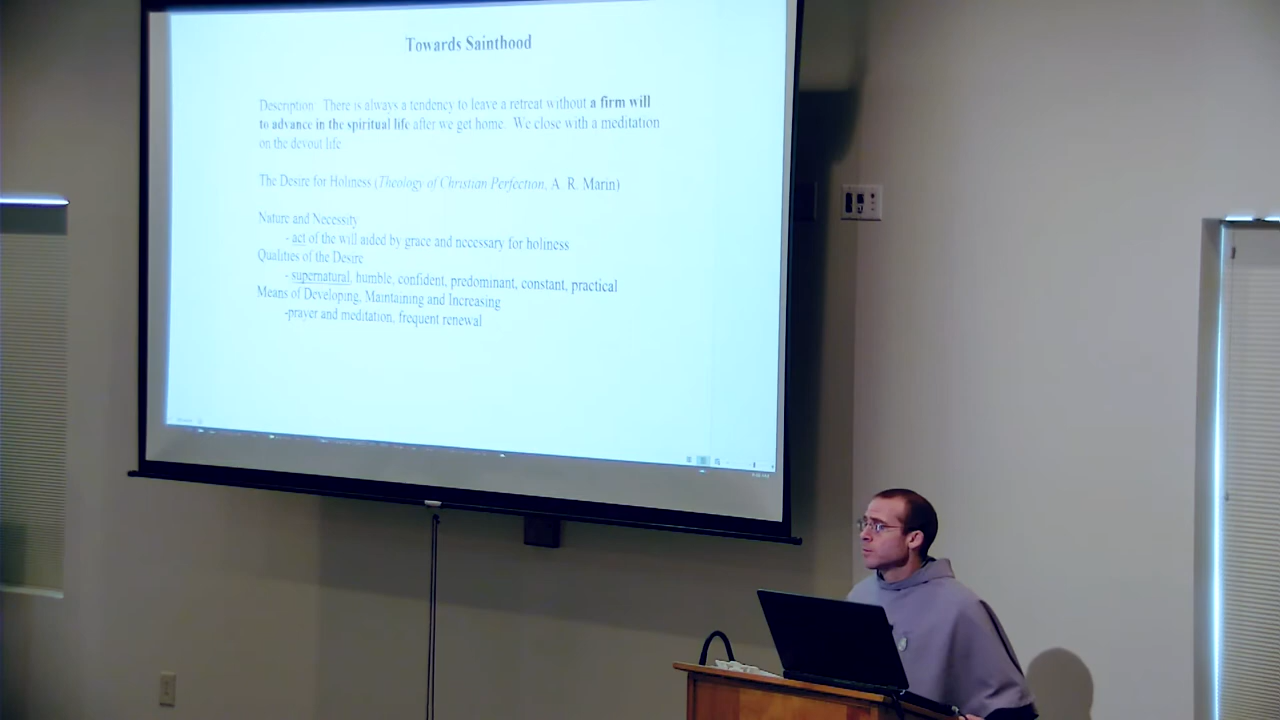 Towards Sainthood
Description: There is always a tendency to leave a retreat without a firm will
to advance in the spiritual life after we get home. We close with a meditation
on the devout life
The Desire for Holiness (Theology of Christian Perfection, A. R. Marin)
Nature and Necessity
- act of the will aided by grace and necessary for holiness
Qualities of the Desire
- supernatural, humble, confident, predominant, constant, practical
Means of Developing, Maintaining and Increasing
-prayer and meditation, frequent renewal